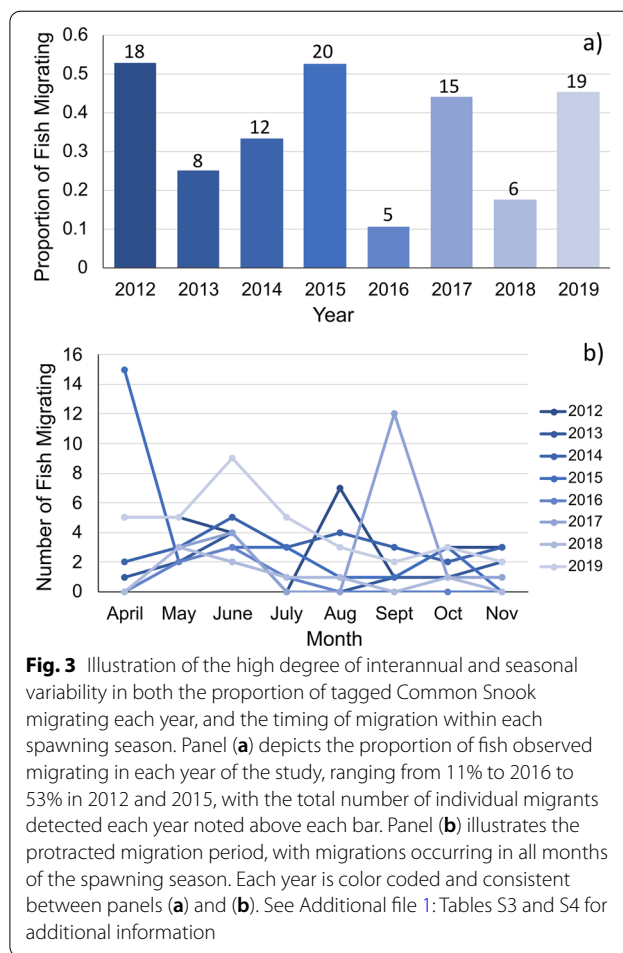 a)
0.6
0.5
0.4
0.3
0.2
0.1
0
Proportion of Fish Migrating
18
8
12
20
5
15
6
19
2012 2013 2014 2015 2016 2017 2018 2019
Year
b)
16
14
12
10
8
6
4
2
0
Number of Fish Migrating
April May June July Aug Sept Oct Nov
Month
2012
2013
2014
2015
2016
2017
2018
2019
Fig. 3 Illustration of the high degree of interannual and seasonal
variability in both the proportion of tagged Common Snook
migrating each year, and the timing of migration within each
spawning season. Panel (a) depicts the proportion of fish observed
migrating in each year of the study, ranging from 11% to 2016 to
53% in 2012 and 2015, with the total number of individual migrants
detected each year noted above each bar. Panel (b) illustrates the
protracted migration period, with migrations occurring in all months
of the spawning season. Each year is color coded and consistent
between panels (a) and (b). See Additional file 1: Tables S3 and S4 for
additional information